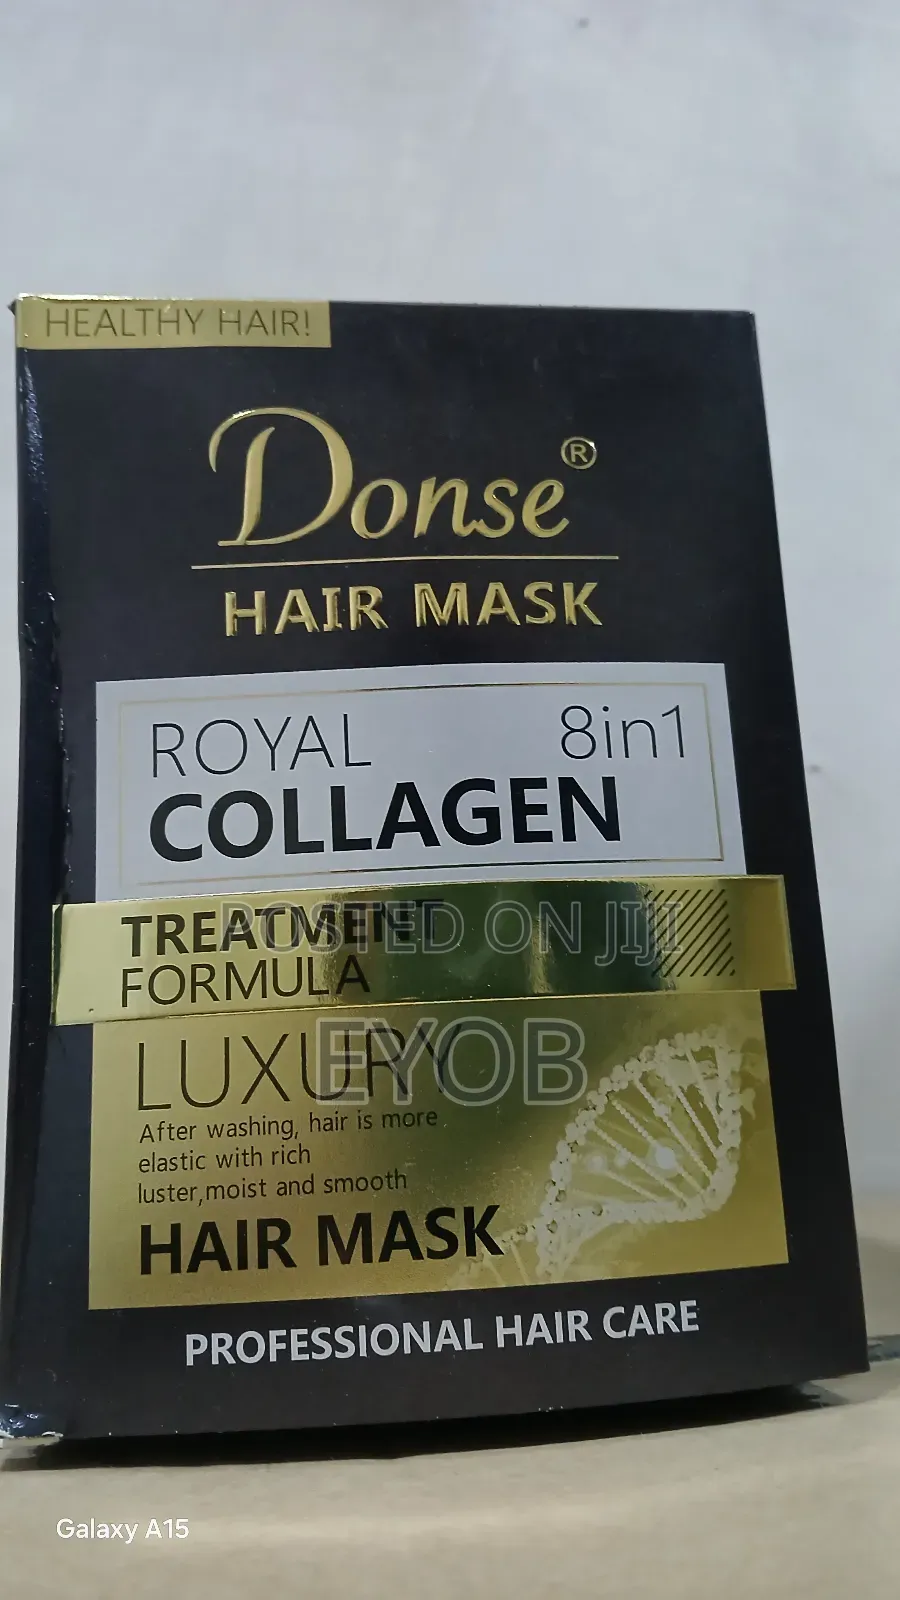 HEALTHY HAIR!
Donse®
HAIR MASK
ROYAL 8in1
COLLAGEN
TREATMENT
FORMULA
POSTED ON JIJI
EYOB
LUXURY
After washing, hair is more
elastic with rich
luster,moist and smooth
HAIR MASK
PROFESSIONAL HAIR CARE
Galaxy A15